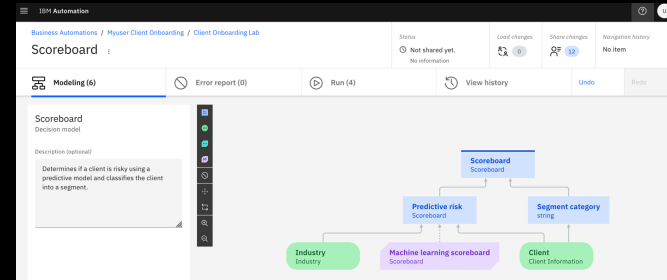 IBM Automation
Business Automations / Myuser Client Onboarding / Client Onboarding Lab
Scoreboard
Status
Not shared yet.
No information
Load changes
0
Share changes
12
Navigation history
No item
Modeling (6)
Error report (0)
Run (4)
View history
Undo
Redo
Scoreboard
Decision model
Description (optional)
Determines if a client is risky using a
predictive model and classifies the client
into a segment.
Scoreboard
Scoreboard
Predictive risk
Scoreboard
Segment category
string
Industry
Industry
Machine learning scoreboard
Scoreboard
Client
Client Information